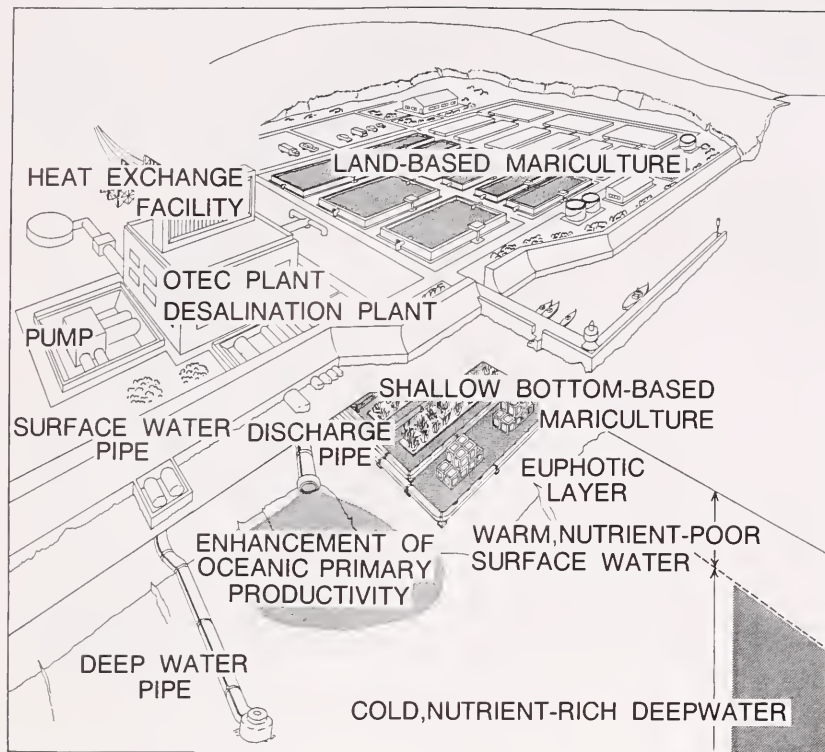 LAND-BASED MARICULTURE
HEAT EXCHANGE
FACILITY
OTEC PLANT
DESALINATION PLANT
PUMP
SHALLOW BOTTOM-BASED
MARICULTURE
SURFACE WATER
PIPE
DISCHARGE
PIPE
EUPHOTIC
LAYER
WARM,NUTRIENT-POOR
SURFACE WATER
ENHANCEMENT OF
OCEANIC PRIMARY
PRODUCTIVITY
DEEP WATER
PIPE
COLD,NUTRIENT-RICH DEEPWATER